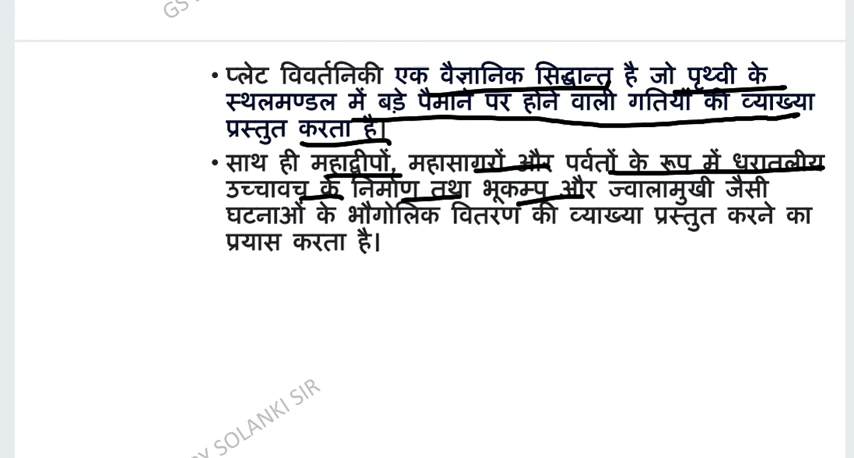 GS
• प्लेट विवर्तनिकी एक वैज्ञानिक सिद्धान्त है जो पृथ्वी के
स्थलमण्डल में बड़े पैमाने पर होने वाली गतियों की व्याख्या
प्रस्तुत करता है।
• साथ ही महाद्वीपों, महासागरों और पर्वतों के रूप में धरातलीय
उच्चावच के निर्माण तथा भूकम्प और ज्वालामुखी जैसी
घटनाओं के भौगोलिक वितरण की व्याख्या प्रस्तुत करने का
प्रयास करता है।
SOLANKI SIR